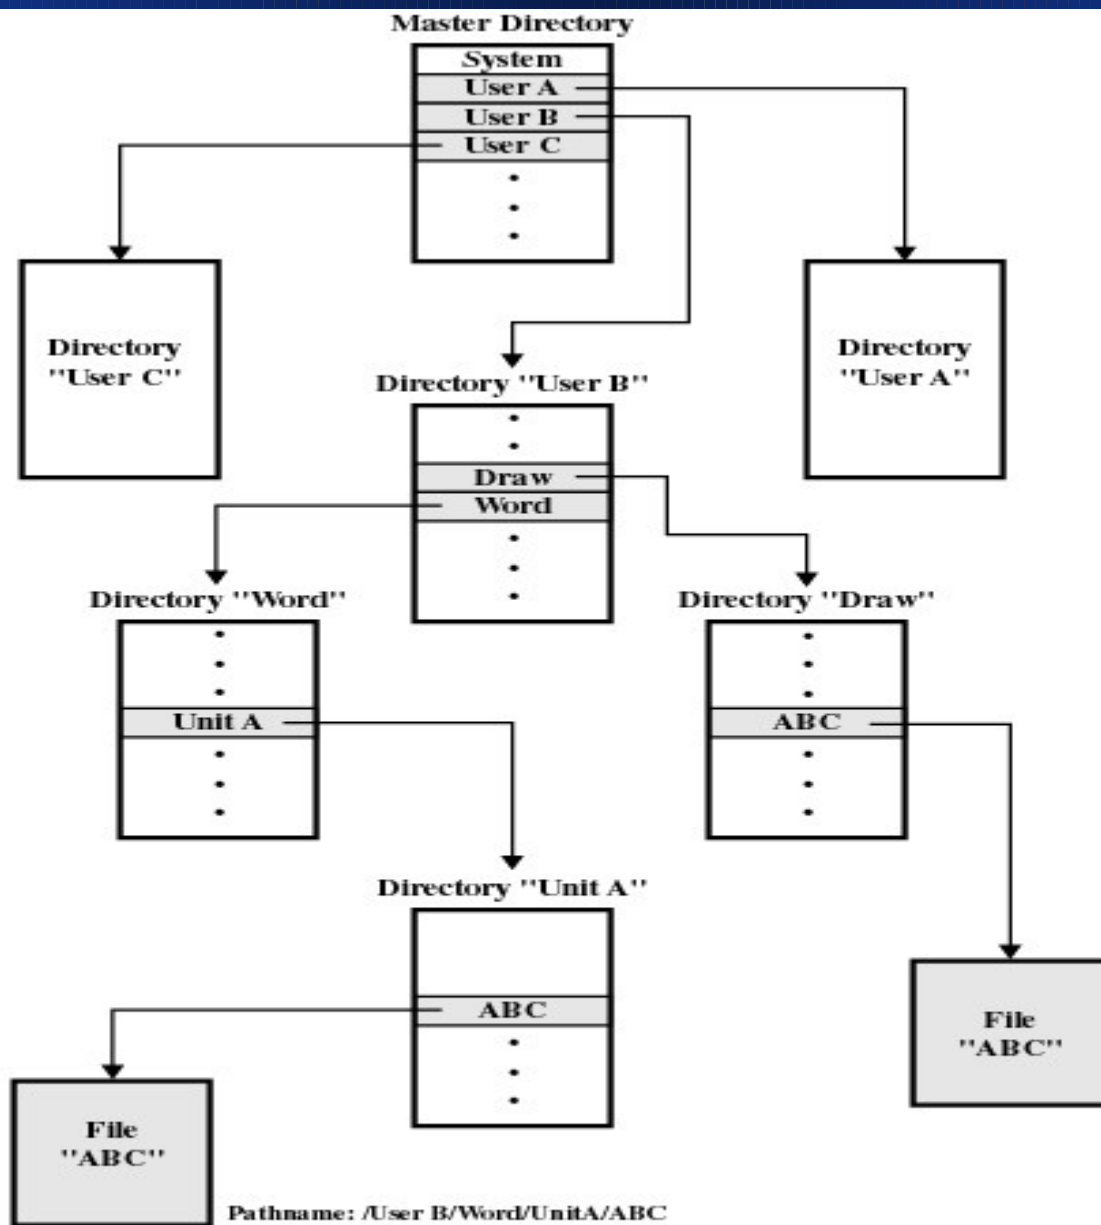 Master Directory
System
User A
User B
User C
Directory
"User C"
Directory
"User A"
Directory "User B"
Draw
Word
Directory "Word"
Directory "Draw"
Unit A
ABC
Directory "Unit A"
ABC
File
"ABC"
File
"ABC"
Pathname: /User B/Word/UnitA/ABC